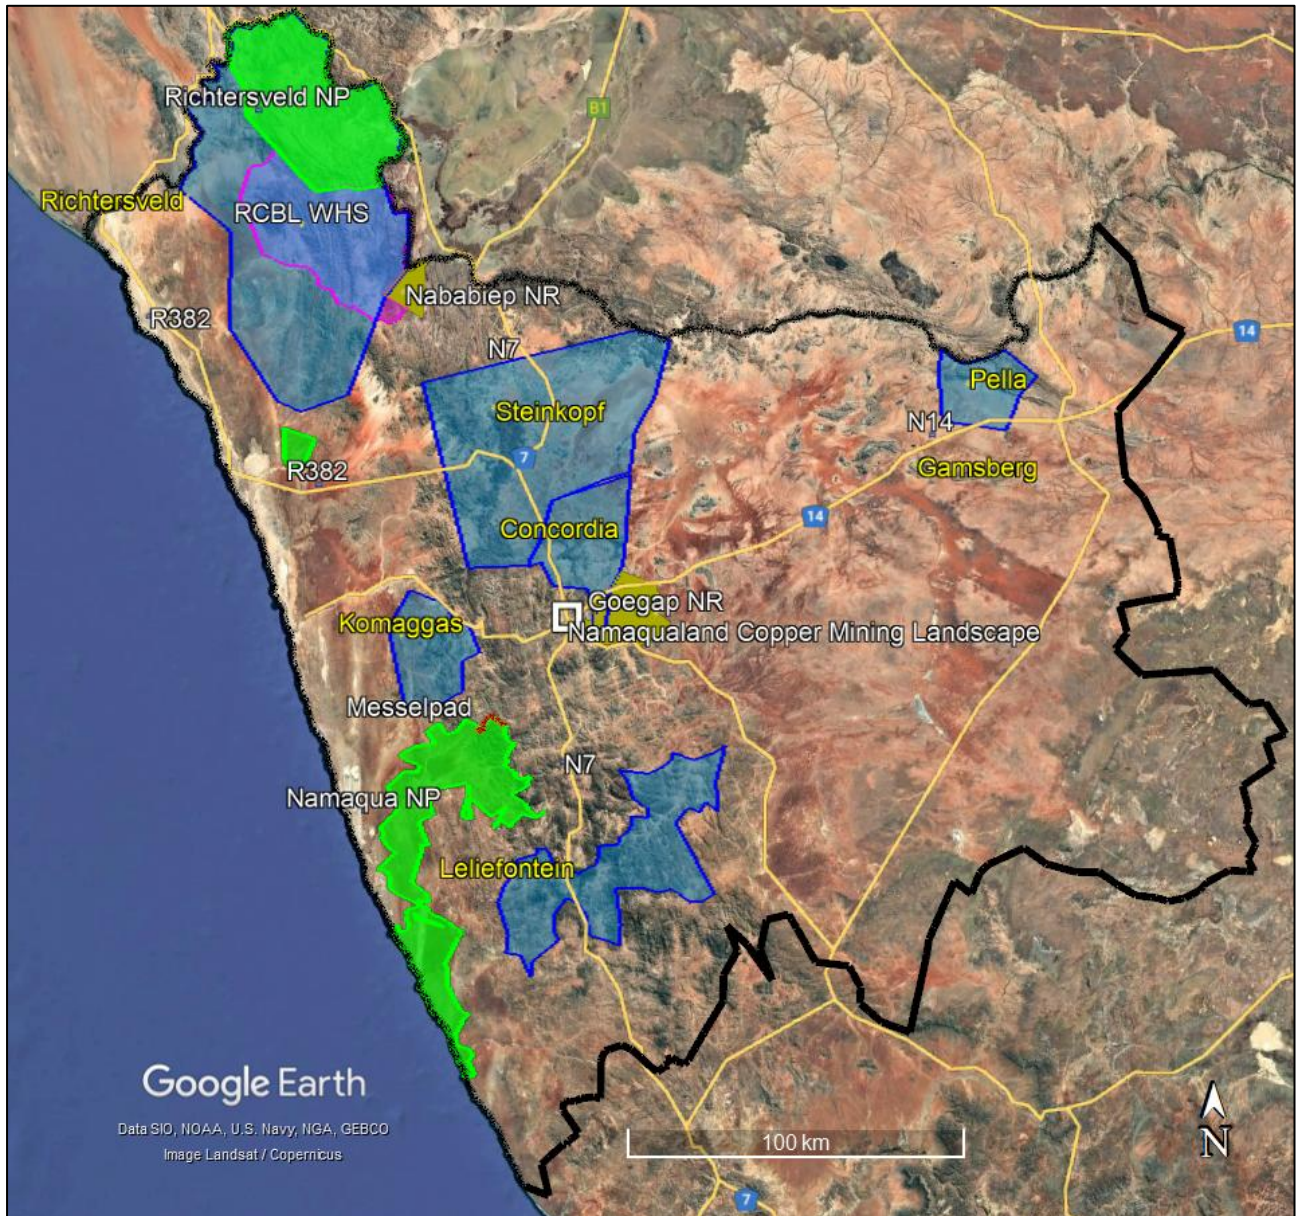 Richtersveld NP
B1
Richtersveld
RCBL WHS
Nababiep NR
R382
N7
14
Pella
Steinkopf
N14
7
R382
Gamsberg
14
Concordia
Goegap NR
Komaggas
Namaqualand Copper Mining Landscape
Messelpad
N7
Namaqua NP
Leliefontein
Google Earth
Data SIO, NOAA, U.S. Navy, NGA, GEBCO
Image Landsat / Copernicus
100 km
N
7